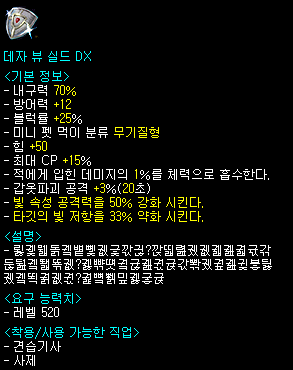 데자 뷰 실드 DX
<기본 정보>
- 내구력 70%
- 방어력 +12
- 블럭율 +25%
- 미니 펫 먹이 분류 무기질형
- 힘 +50
- 최대 CP +15%
- 적에게 입힌 데미지의 1%를 체력으로 흡수한다.
- 갑옷파괴 공격 +3%(20초)
- 빛 속성 공격력을 50% 강화 시킨다.
- 타깃의 빛 저항을 33% 약화 시킨다.
<설명>
<요구 능력치>
- 레벨 520
<착용/사용 가능한 직업>
- 견습기사
- 사제